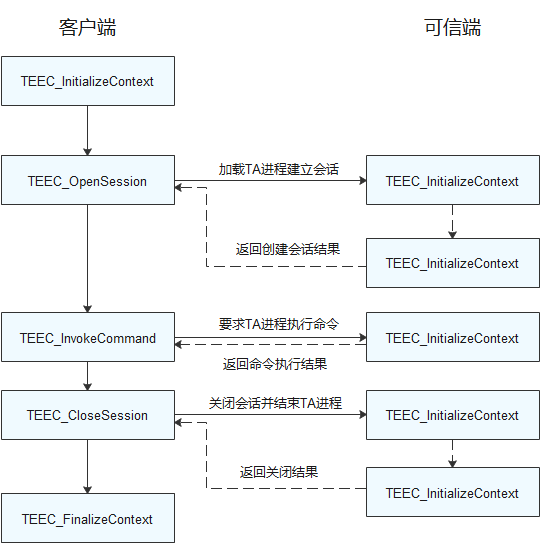 客户端
可信端
TEEC_InitializeContext
TEEC_OpenSession
加载TA进程建立会话
TEEC_InitializeContext
返回创建会话结果
TEEC_InitializeContext
TEEC_InvokeCommand
要求TA进程执行命令
TEEC_InitializeContext
返回命令执行结果
TEEC_CloseSession
关闭会话并结束TA进程
TEEC_InitializeContext
返回关闭结果
TEEC_InitializeContext
TEEC_FinalizeContext